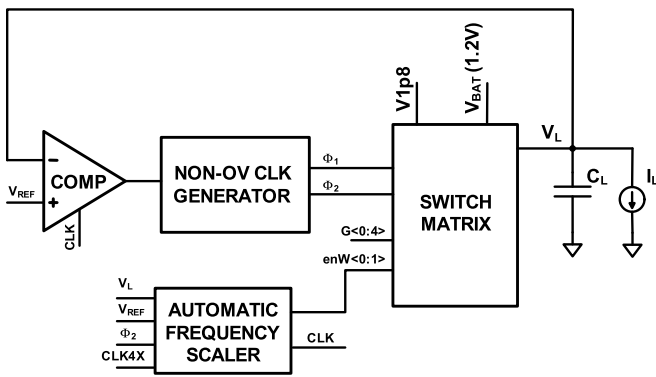 V1p8
VBAT (1.2V)
VL
COMP
VREF
CLK
NON-OV CLK
GENERATOR
Φ1
Φ2
SWITCH
MATRIX
CL
IL
G<0:4>
enW<0:1>
VL
VREF
Φ2
CLK4X
AUTOMATIC
FREQUENCY
SCALER
CLK